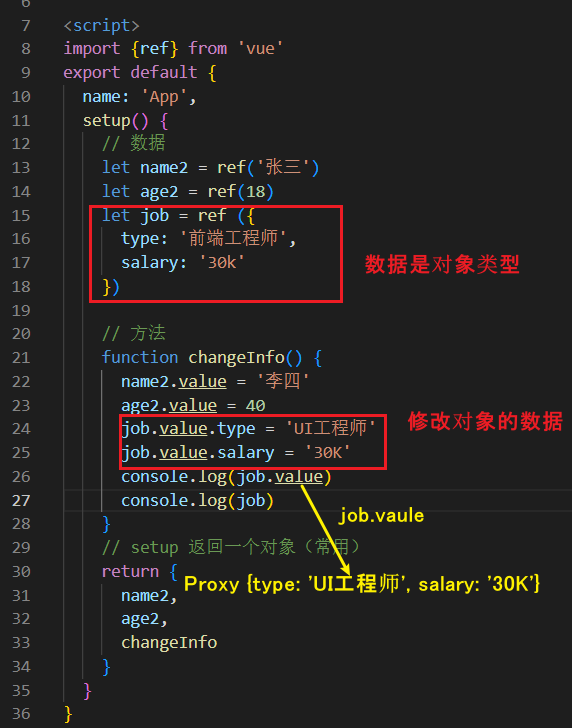 6
7 <script>
8 import {ref} from 'vue'
9 export default {
10 name: 'App',
11 setup() {
12 // 数据
13 let name2 = ref('张三')
14 let age2 = ref(18)
15 let job = ref ({
16 type: '前端工程师',
17 salary: '30k'
数据是对象类型
18 })
19
20 // 方法
21 function changeInfo() {
22 name2.value = '李四'
23 age2.value = 40
24 job.value.type = 'UI工程师'
修改对象的数据
25 job.value.salary = '30K'
26 console.log(job.value)
27 console.log(job)
job.vaule
28 }
29 // setup 返回一个对象（常用）
30 return {
Proxy {type: 'UI工程师', salary: '30K'}
31 name2,
32 age2,
33 changeInfo
34 }
35 }
36 }